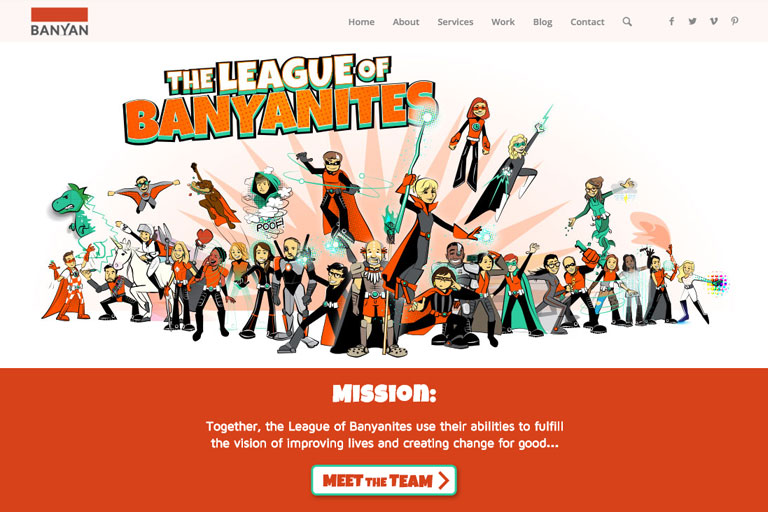 BANYAN
Home About Services Work Blog Contact
THE LEAGUE OF
BANYANITES
POOF!
Mission:
Together, the League of Banyanites use their abilities to fulfill
the vision of improving lives and creating change for good...
MEET THE TEAM